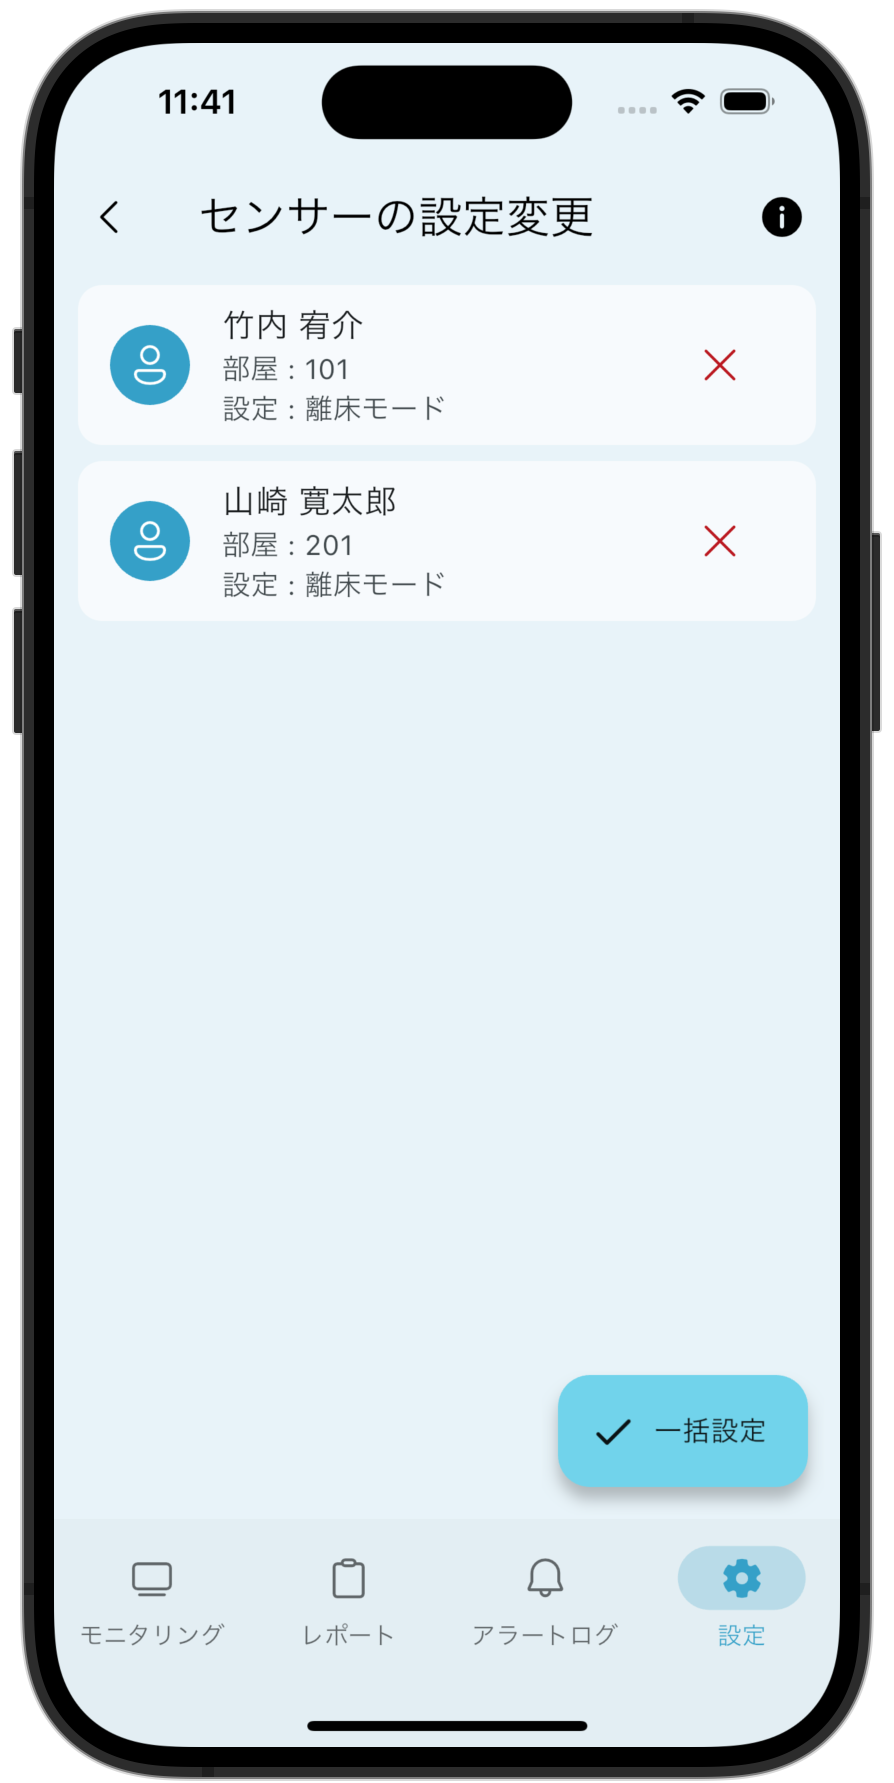 11:41
センサーの設定変更
竹内 宥介
部屋 : 101
設定 : 離床モード
山崎 寛太郎
部屋 : 201
設定 : 離床モード
一括設定
モニタリング
レポート
アラートログ
設定